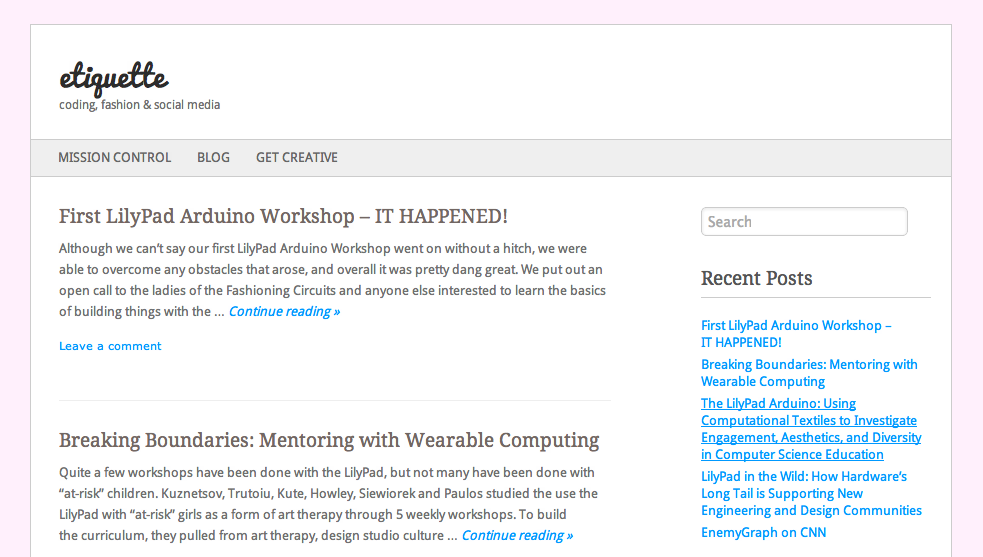 etiquette
coding, fashion & social media
MISSION CONTROL BLOG GET CREATIVE
First LilyPad Arduino Workshop – IT HAPPENED!
Although we can’t say our first LilyPad Arduino Workshop went on without a hitch, we were
able to overcome any obstacles that arose, and overall it was pretty dang great. We put out an
open call to the ladies of the Fashioning Circuits and anyone else interested to learn the basics
of building things with the ... Continue reading »
Leave a comment
Breaking Boundaries: Mentoring with Wearable Computing
Quite a few workshops have been done with the LilyPad, but not many have been done with
“at-risk” children. Kuznetsov, Trutoiu, Kute, Howley, Siewiorek and Paulos studied the use the
LilyPad with “at-risk” girls as a form of art therapy through 5 weekly workshops. To build
the curriculum, they pulled from art therapy, design studio culture ... Continue reading »
Search
Recent Posts
First LilyPad Arduino Workshop –
IT HAPPENED!
Breaking Boundaries: Mentoring with
Wearable Computing
The LilyPad Arduino: Using
Computational Textiles to Investigate
Engagement, Aesthetics, and Diversity
in Computer Science Education
LilyPad in the Wild: How Hardware’s
Long Tail is Supporting New
Engineering and Design Communities
EnemyGraph on CNN